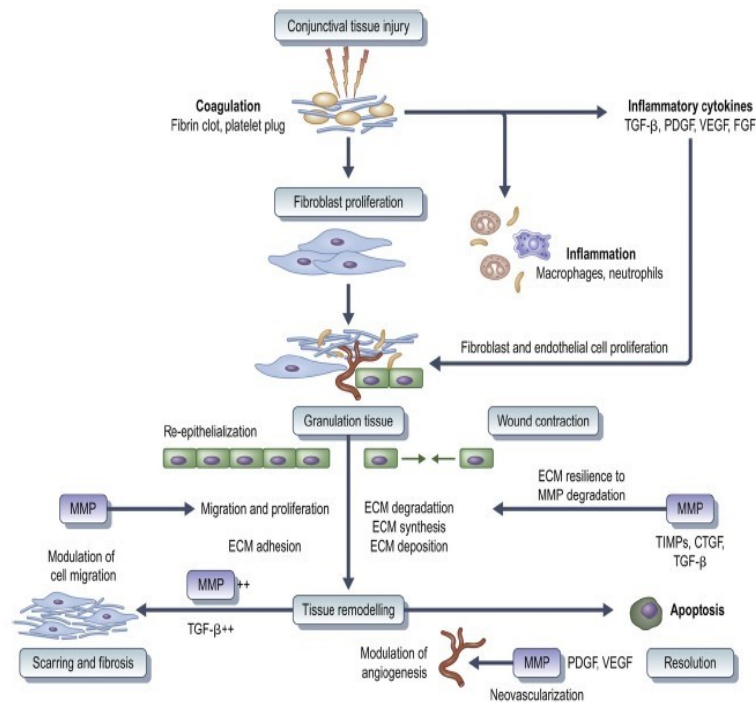 Conjunctival tissue injury
Coagulation
Fibrin clot, platelet plug
Inflammatory cytokines
TGF-β, PDGF, VEGF, FGF
Fibroblast proliferation
Inflammation
Macrophages, neutrophils
Fibroblast and endothelial cell proliferation
Granulation tissue
Wound contraction
Re-epithelialization
ECM resilience to
MMP degradation
MMP
Migration and proliferation
ECM degradation
ECM synthesis
ECM deposition
MMP
TIMPs, CTGF,
TGF-β
ECM adhesion
Modulation of
cell migration
MMP ++
TGF-β++
Tissue remodelling
Apoptosis
Scarring and fibrosis
Modulation of
angiogenesis
MMP
PDGF, VEGF
Neovascularization
Resolution